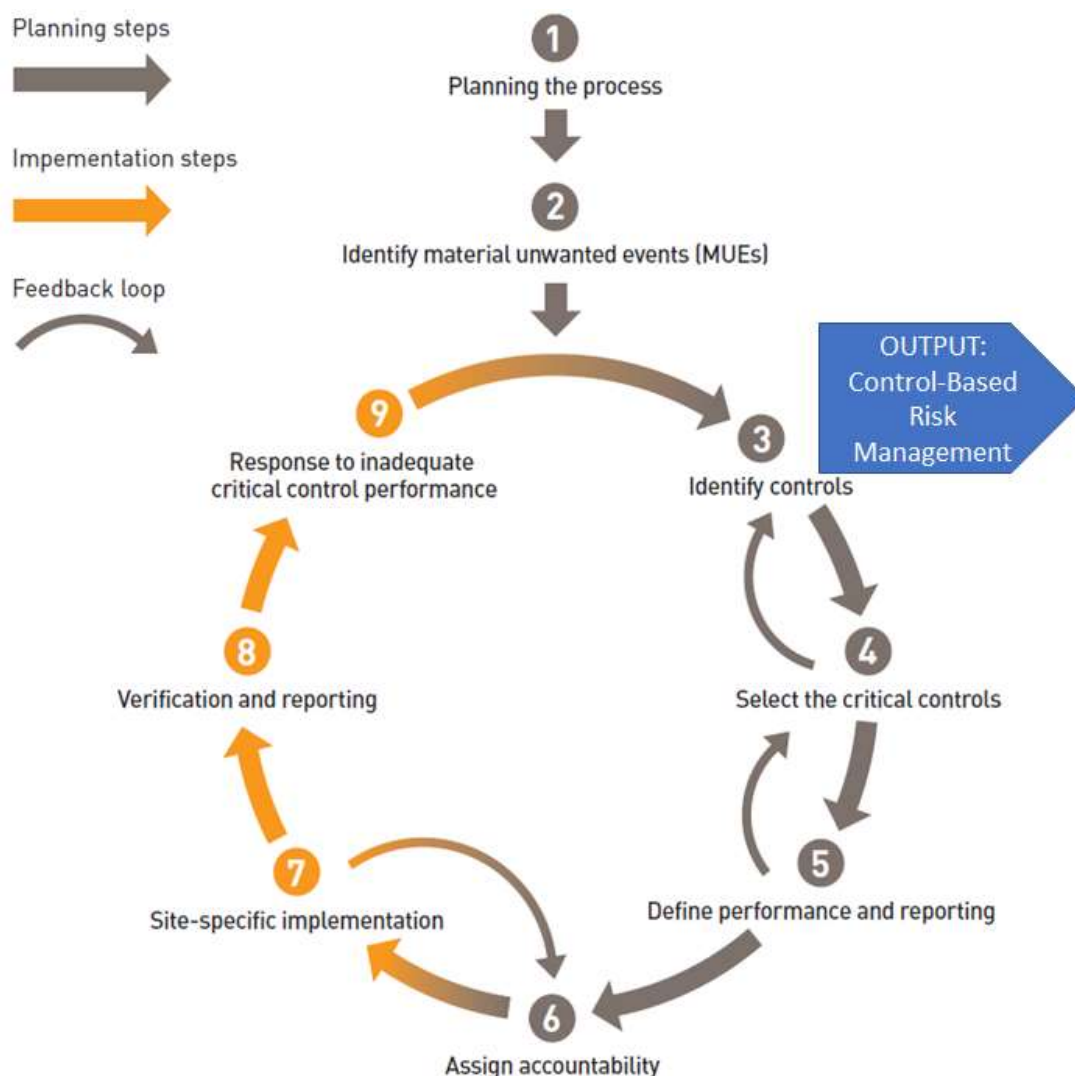 Planning steps
Impementation steps
Feedback loop
1
Planning the process
2
Identify material unwanted events (MUEs)
OUTPUT:
Control-Based
Risk
Management
3
Identify controls
4
Select the critical controls
5
Define performance and reporting
6
Assign accountability
7
Site-specific implementation
8
Verification and reporting
9
Response to inadequate
critical control performance